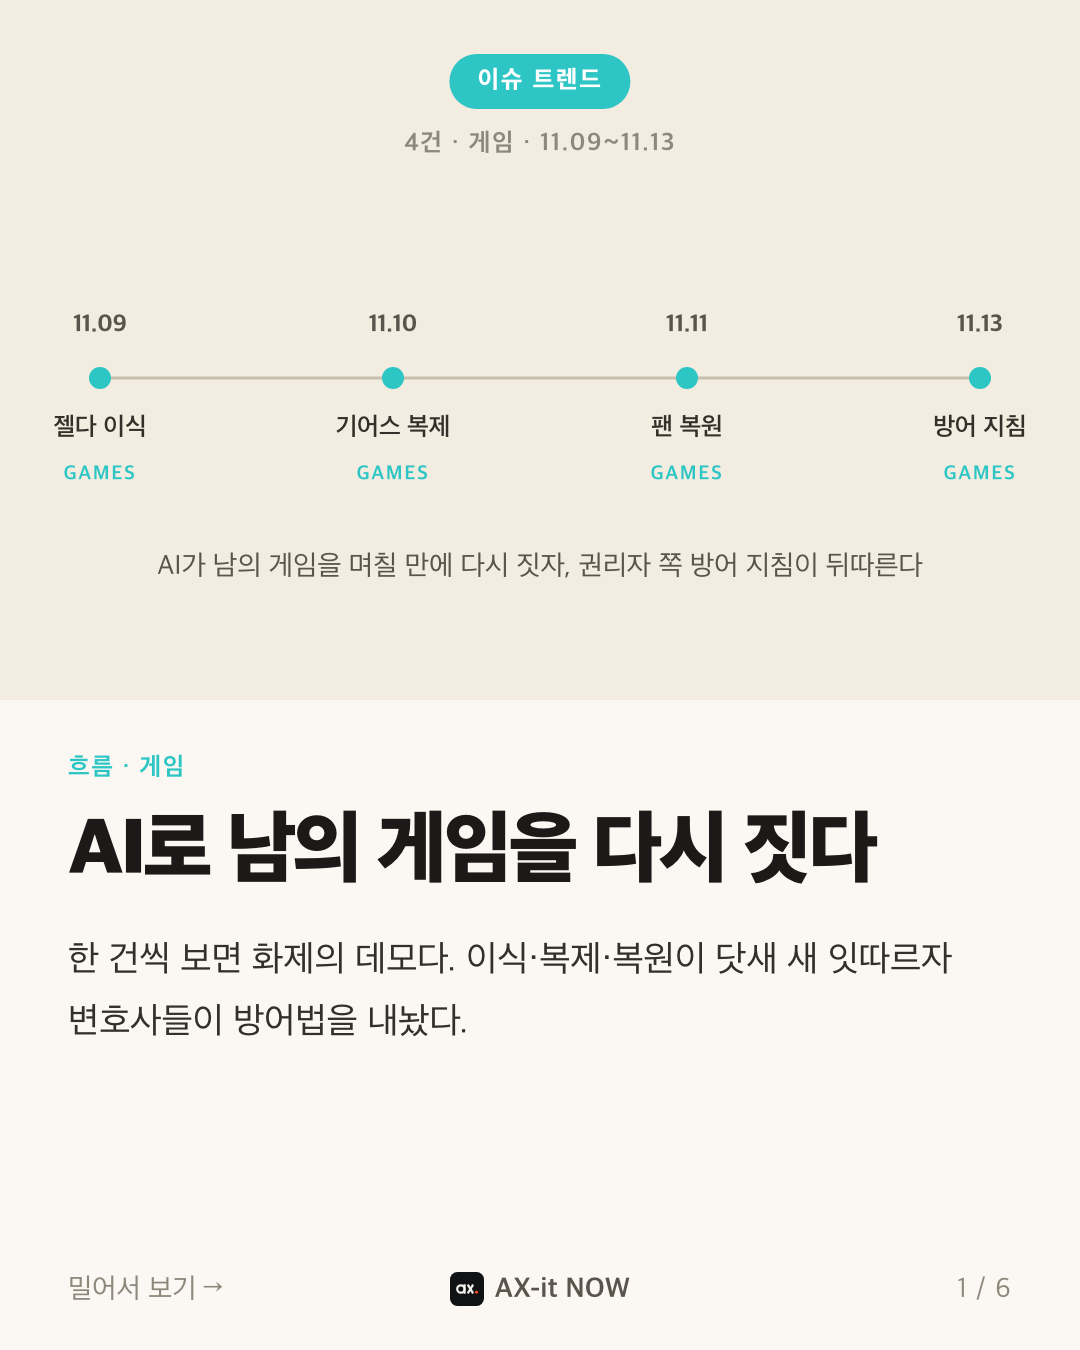 이슈 트렌드
4건 · 게임 · 11.09~11.13
11.09 11.10 11.11 11.13
젤다 이식 기어스 복제 팬 복원 방어 지침
GAMES GAMES GAMES GAMES
AI가 남의 게임을 며칠 만에 다시 짓자, 권리자 쪽 방어 지침이 뒤따른다
흐름 · 게임
AI로 남의 게임을 다시 짓다
한 건씩 보면 화제의 데모다. 이식·복제·복원이 닷새 새 잇따르자
변호사들이 방어법을 내놨다.
밀어서 보기 → ax. AX-it NOW 1 / 6